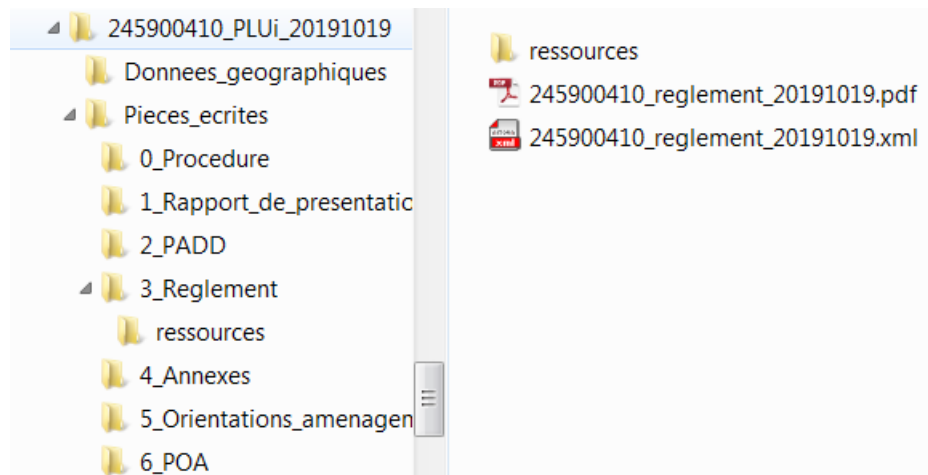 245900410_PLUi_20191019
Donnees_geographiques
Pieces_ecrites
0_Procedure
1_Rapport_de_presentatic
2_PADD
3_Reglement
ressources
4_Annexes
5_Orientations_amenagen
6_POA
ressources
245900410_reglement_20191019.pdf
245900410_reglement_20191019.xml